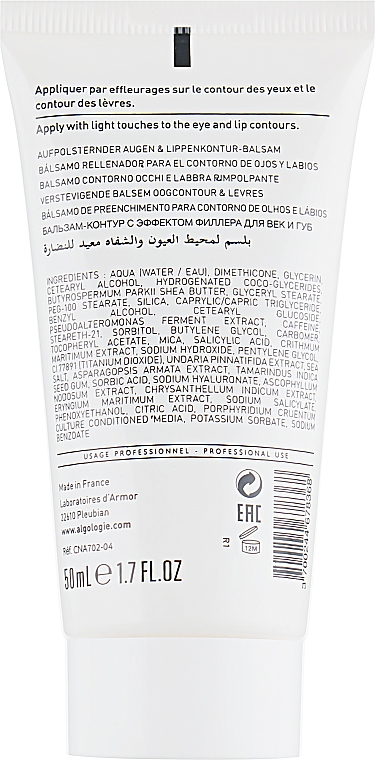 Appliquer par effleurages sur le contour des yeux et le
contour des lèvres.
Apply with light touches to the eye and lip contours.
AUFPOLSTERNDER AUGEN & LIPPENKONTUR-BALSAM
BÁLSAMO RELLENADOR PARA EL CONTORNO DE OJOS Y LABIOS
BALSAMO CONTORNO OCCHI E LABBRA RIMPOLPANTE
VERSTEVIGENDE BALSEM OOGCONTOUR & LÈVRES
BÁLSAMO DE PREENCHIMENTO PARA CONTORNO DE OLHOS E LÁBIOS
БАЛЬЗАМ-КОНТУР С ЭФФЕКТОМ ФИЛЛЕРА ДЛЯ ВЕК И ГУБ
بلسم لمحيط العيون والشفاه معيد للنضارة
INGREDIENTS : AQUA (WATER / EAU), DIMETHICONE, GLYCERIN,
CETEARYL ALCOHOL, HYDROGENATED COCO-GLYCERIDES,
BUTYROSPERMUM PARKII SHEA BUTTER, GLYCERYL STEARATE,
PEG-100 STEARATE, SILICA, CAPRYLIC/CAPRIC TRIGLYCERIDE,
BENZYL ALCOHOL, CETEARYL GLUCOSIDE,
PSEUDOALTEROMONAS FERMENT EXTRACT, CAFFEINE,
STEARETH-21, SORBITOL, BUTYLENE GLYCOL, CARBOMER,
TOCOPHERYL ACETATE, MICA, SALICYLIC ACID, CRITHMUM
MARITIMUM EXTRACT, SODIUM HYDROXIDE, PENTYLENE GLYCOL,
CI 77891 (TITANIUM DIOXIDE), UNDARIA PINNATIFIDA EXTRACT, SEA
SALT, ASPARAGOPSIS ARMATA EXTRACT, TAMARINDUS INDICA
SEED GUM, SORBIC ACID, SODIUM HYALURONATE, ASCOPHYLLUM
NODOSUM EXTRACT, CHRYSANTHELLUM INDICUM EXTRACT,
ERYNGIUM MARITIMUM EXTRACT, SODIUM SALICYLATE,
PHENOXYETHANOL, CITRIC ACID, PORPHYRIDIUM CRUENTUM
CULTURE CONDITIONED MEDIA, POTASSIUM SORBATE, SODIUM
BENZOATE
USAGE PROFESSIONNEL - PROFESSIONAL USE
Made in France
Laboratoires d'Armor
22610 Pleubian
www.algologie.com
Réf. CNA702-04
50mL e 1.7 FL.OZ
EAC
12M
R1
3700244678368